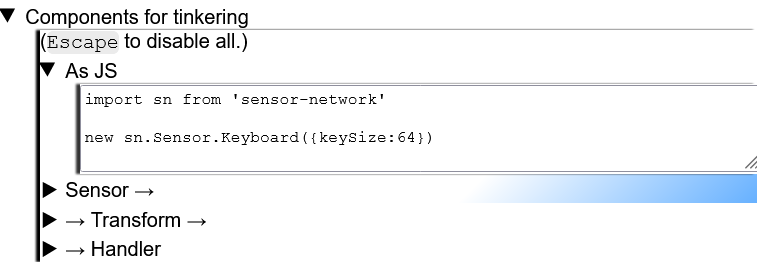 ▼ Components for tinkering
(Escape to disable all.)
▼ As JS
import sn from 'sensor-network'
new sn.Sensor.Keyboard({keySize:64})
▶ Sensor →
▶ → Transform →
▶ → Handler